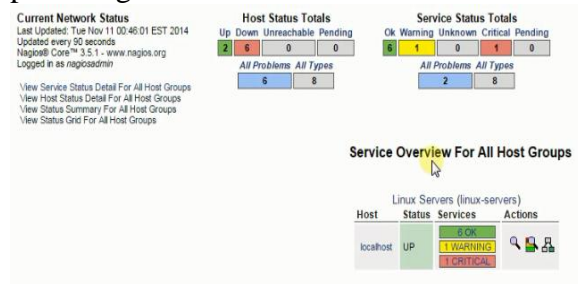 Current Network Status
Last Updated: Tue Nov 11 00:46:01 EST 2014
Updated every 90 seconds
Nagios® Core™ 3.5.1 - www.nagios.org
Logged in as nagiosadmin
View Service Status Detail For All Host Groups
View Host Status Detail For All Host Groups
View Status Summary For All Host Groups
View Status Grid For All Host Groups
Host Status Totals
Up Down Unreachable Pending
2 6 0 0
All Problems All Types
6 8
Service Status Totals
Ok Warning Unknown Critical Pending
6 1 0 1 0
All Problems All Types
2 8
Service Overview For All Host Groups
Linux Servers (linux-servers)
Host Status Services Actions
localhost UP
6 OK
1 WARNING
1 CRITICAL